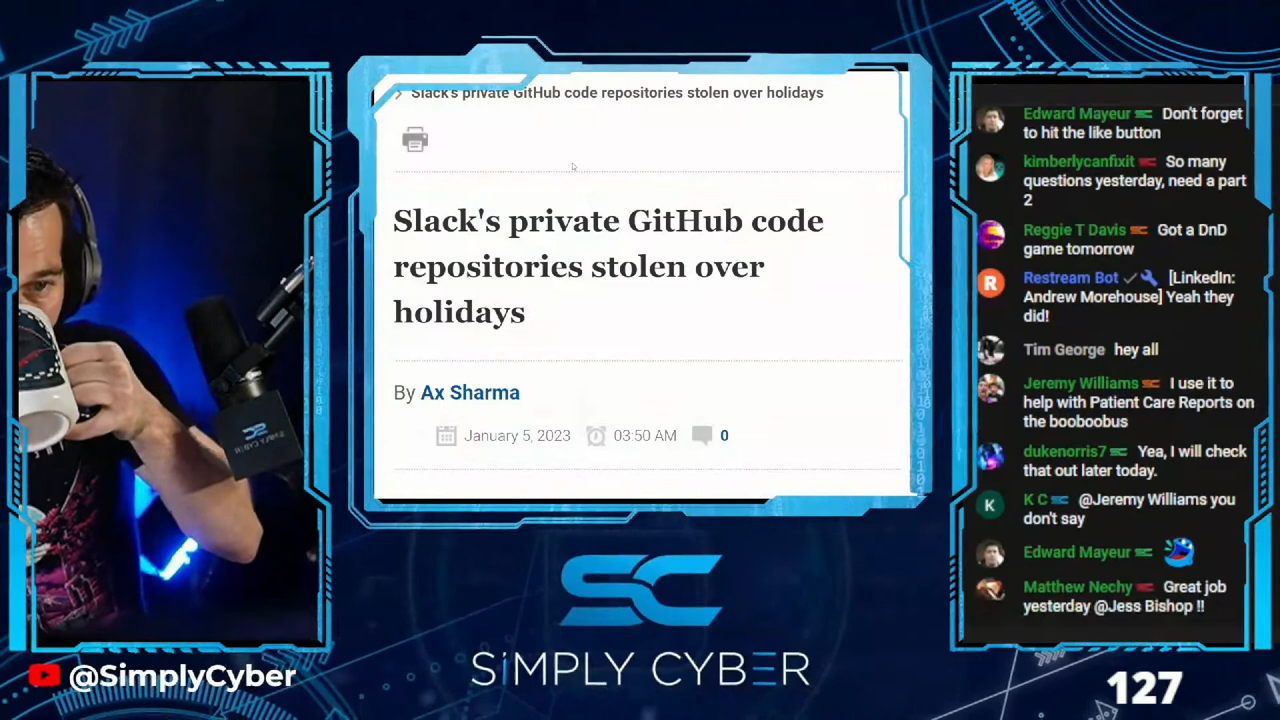 Slack's private GitHub code repositories stolen over holidays
Slack's private GitHub code
repositories stolen over
holidays
By Ax Sharma
January 5, 2023 03:50 AM 0
SiMPLY CYBER
@SimplyCyber
Edward Mayeur Don't forget
to hit the like button
kimberlycanfixit So many
questions yesterday, need a part
2
Reggie T Davis Got a DnD
game tomorrow
R
Restream Bot [LinkedIn:
Andrew Morehouse] Yeah they
did!
Tim George hey all
Jeremy Williams I use it to
help with Patient Care Reports on
the booboobus
dukenorris7 Yea, I will check
that out later today.
K
K C @Jeremy Williams you
don't say
Edward Mayeur
Matthew Nechy Great job
yesterday @Jess Bishop !!
127